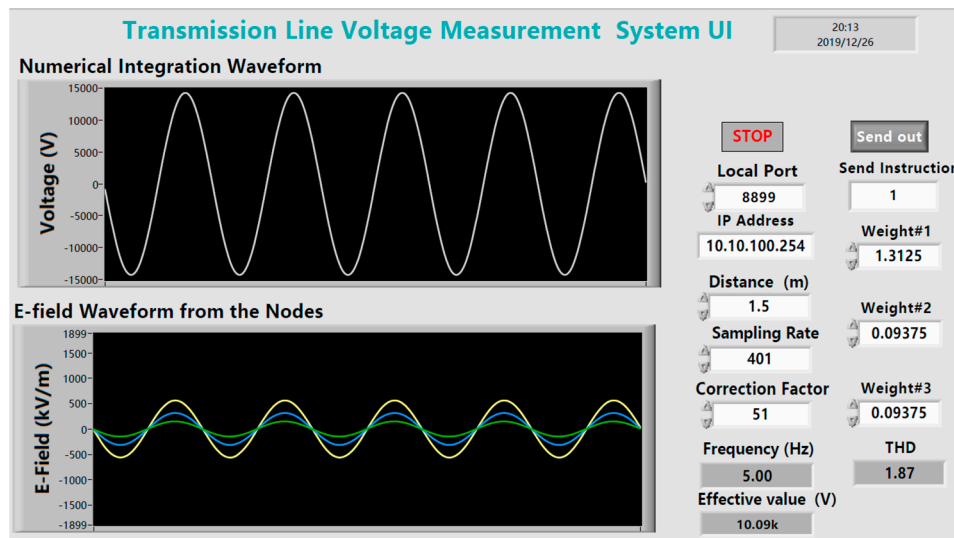 Transmission Line Voltage Measurement System UI
20:13
2019/12/26
Numerical Integration Waveform
Voltage (V)
15000
10000
5000
0
-5000
-10000
-15000
E-field Waveform from the Nodes
E-Field (kV/m)
1899
1500
1000
500
0
-500
-1000
-1500
-1899
STOP
Send out
Local Port
8899
Send Instruction
1
IP Address
10.10.100.254
Weight#1
1.3125
Distance (m)
1.5
Weight#2
0.09375
Sampling Rate
401
Correction Factor
51
Weight#3
0.09375
Frequency (Hz)
5.00
THD
1.87
Effective value (V)
10.09k